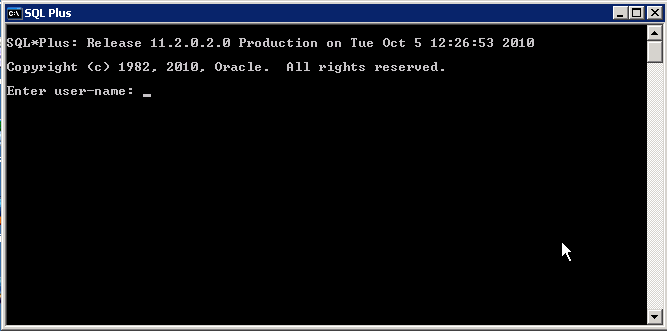 SQL Plus
SQL*Plus: Release 11.2.0.2.0 Production on Tue Oct 5 12:26:53 2010
Copyright (c) 1982, 2010, Oracle.  All rights reserved.
Enter user-name: _